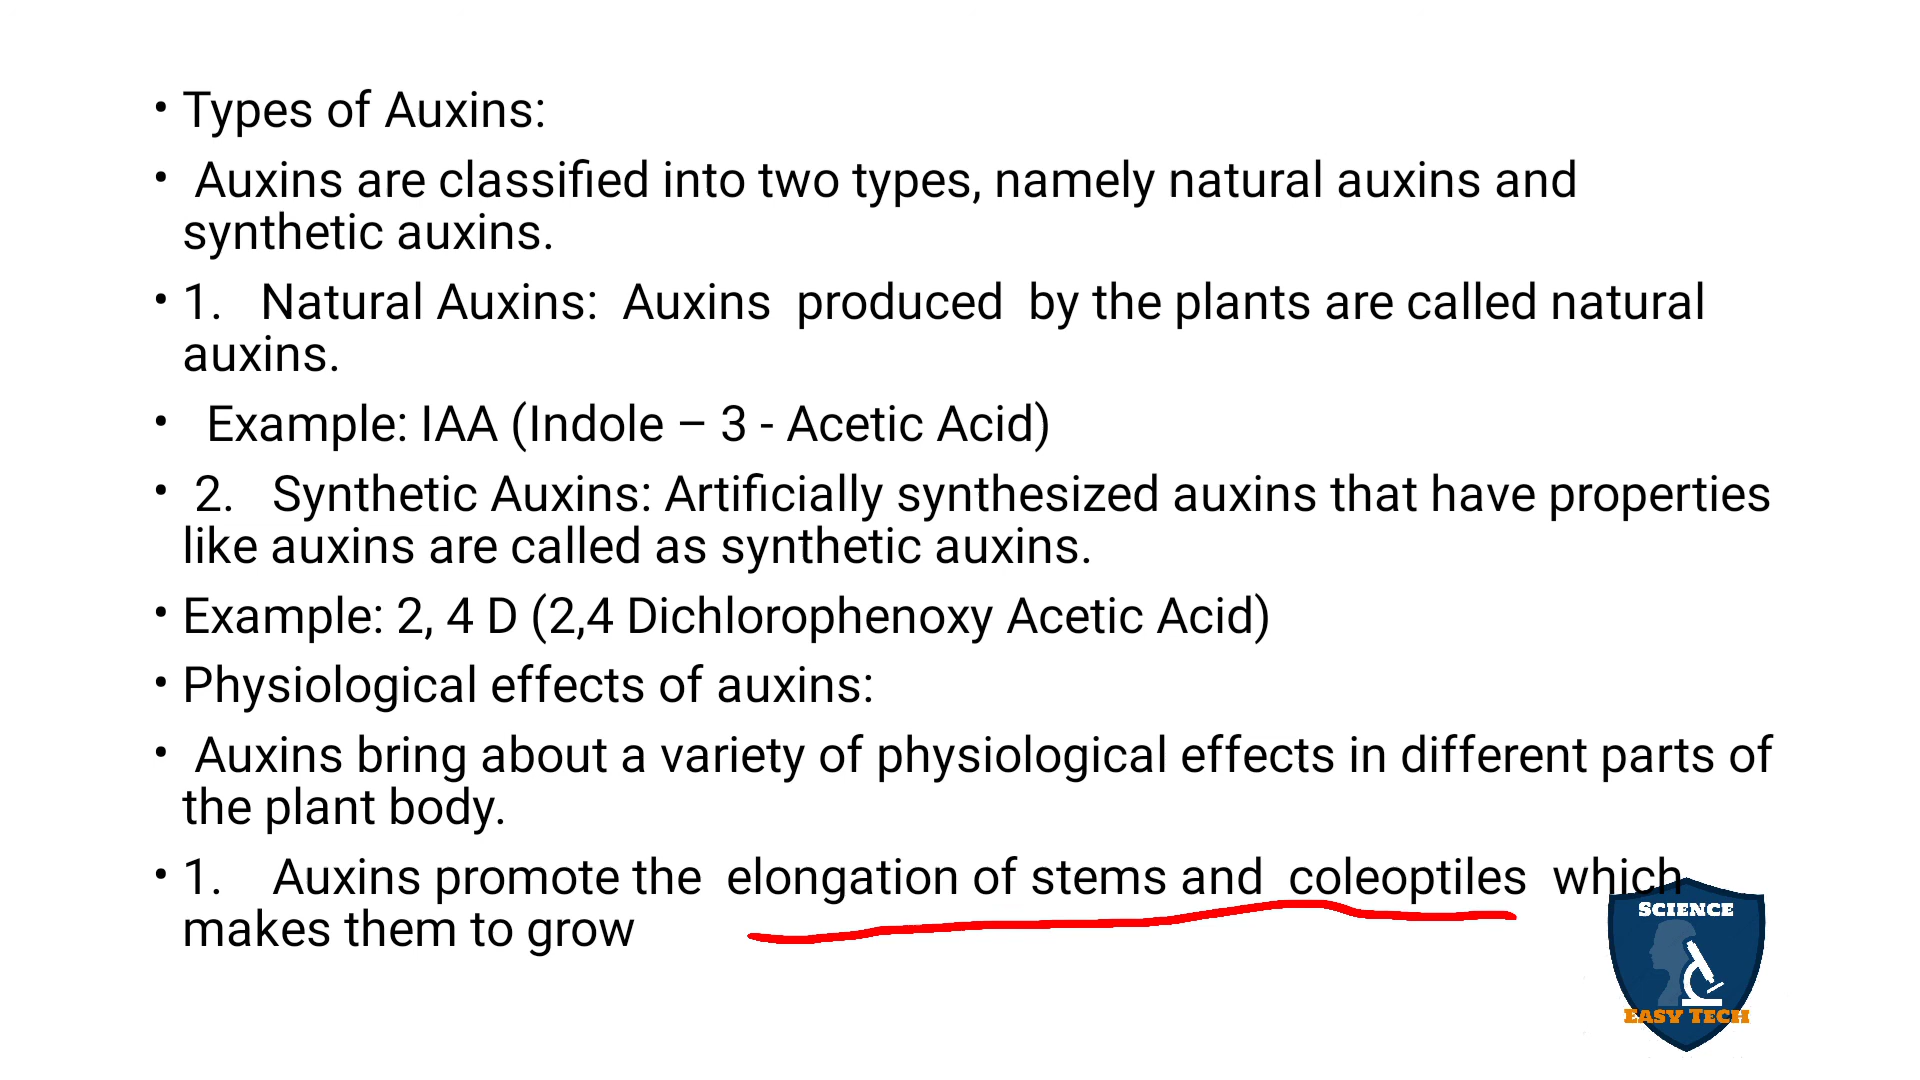 • Types of Auxins:
• Auxins are classified into two types, namely natural auxins and
synthetic auxins.
• 1. Natural Auxins: Auxins produced by the plants are called natural
auxins.
• Example: IAA (Indole – 3 - Acetic Acid)
• 2. Synthetic Auxins: Artificially synthesized auxins that have properties
like auxins are called as synthetic auxins.
• Example: 2, 4 D (2,4 Dichlorophenoxy Acetic Acid)
• Physiological effects of auxins:
• Auxins bring about a variety of physiological effects in different parts of
the plant body.
• 1. Auxins promote the elongation of stems and coleoptiles which
makes them to grow
SCIENCE
EASY TECH